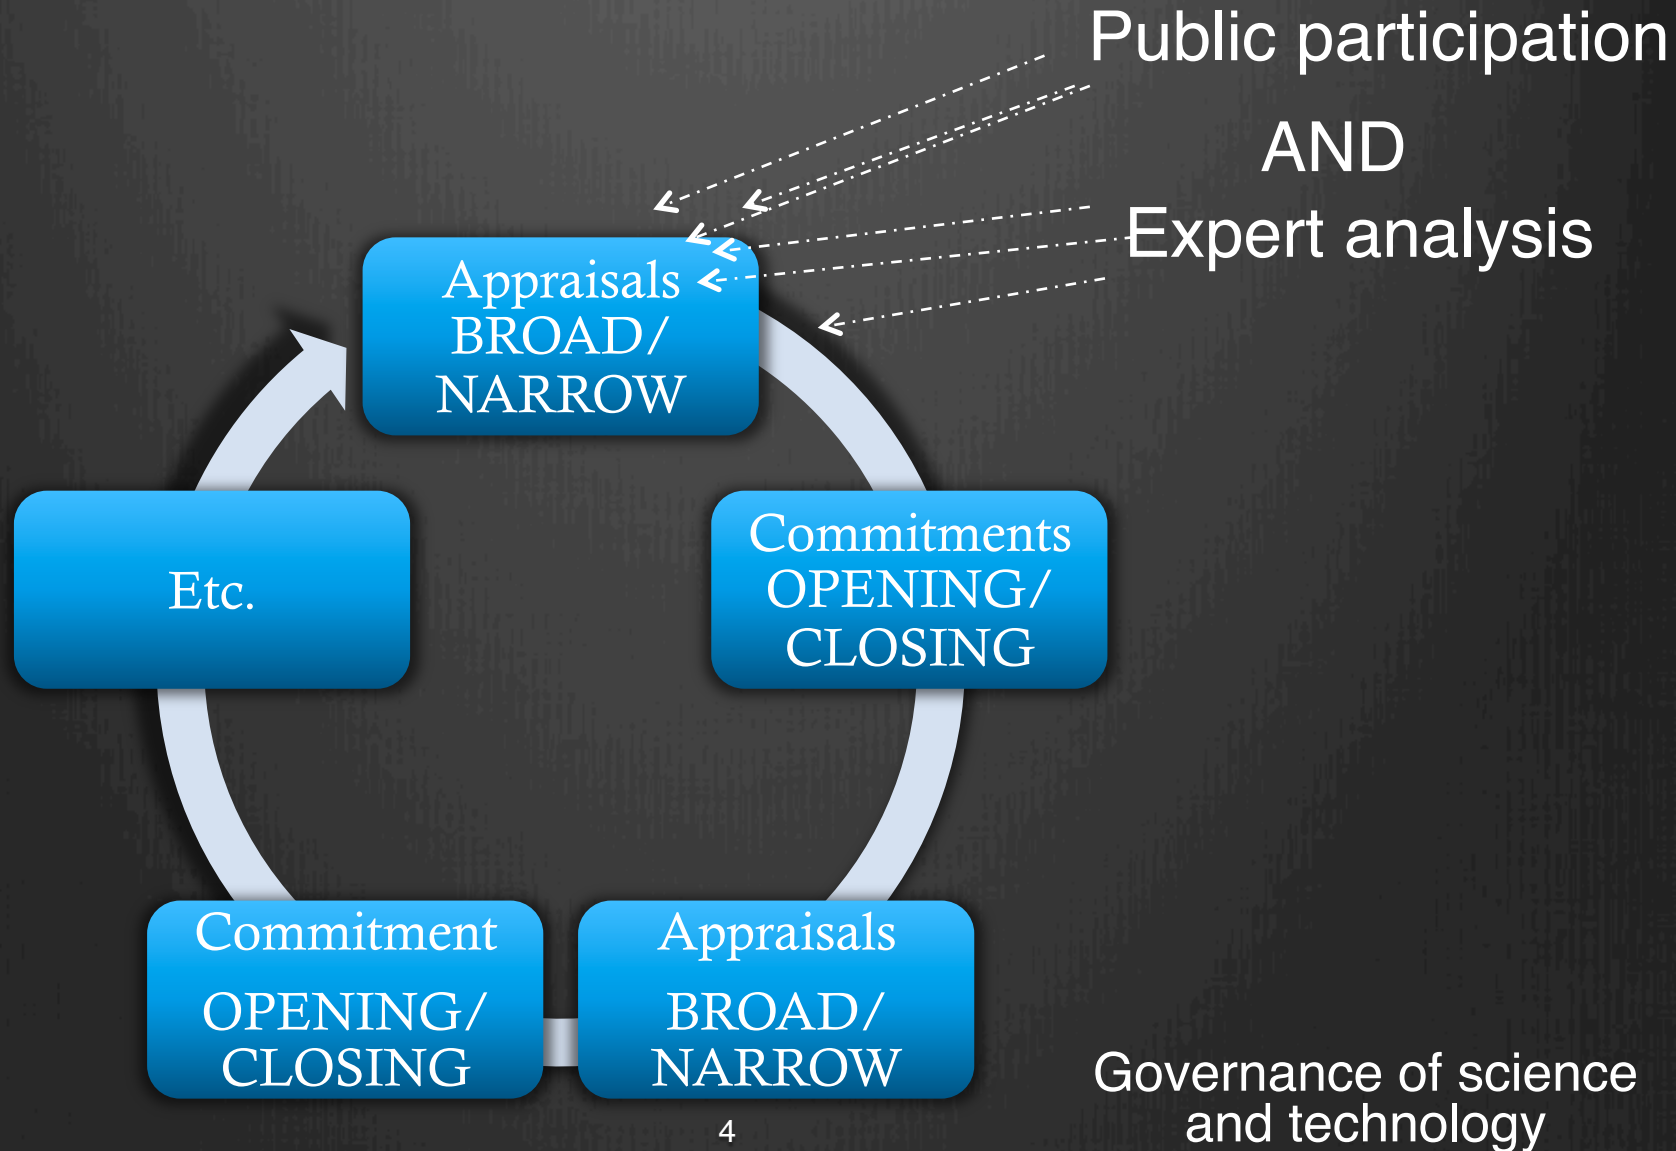 Public participation
AND
Expert analysis
Appraisals
BROAD/
NARROW
Commitments
OPENING/
CLOSING
Etc.
Commitment
OPENING/
CLOSING
Appraisals
BROAD/
NARROW
Governance of science
and technology
4